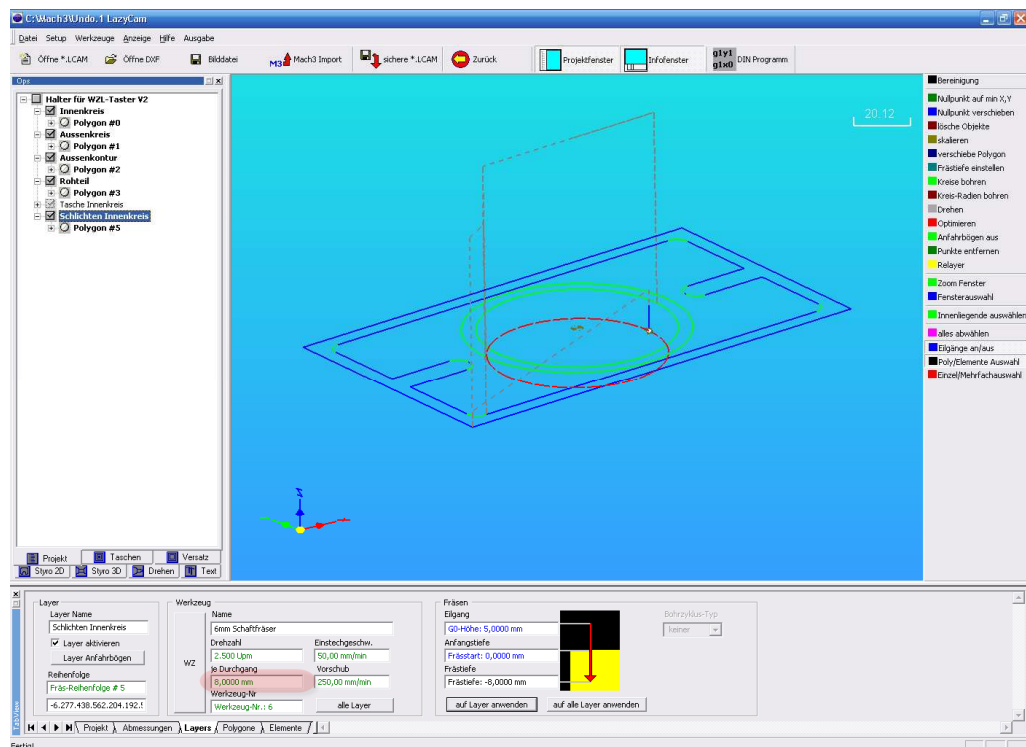 C:\Mach3\Undo.1 LazyCam
Datei Setup Werkzeuge Anzeige Hilfe Ausgabe
Öffne *.LCAM Öffne DXF Bilddatei M3 Mach3 Import sichere *.LCAM Zurück Projektfenster Infofenster g1y1 g1x0 DIN Programm
Ops
Halter für WZL-Taster V2
Innenkreis
Polygon #0
Aussenkreis
Polygon #1
Aussenkontur
Polygon #2
Rohteil
Polygon #3
Tasche Innenkreis
Schlichten Innenkreis
Polygon #5
Projekt Taschen Versatz
Styro 2D Styro 3D Drehen Text
20:12
Bereinigung
Nullpunkt auf min X,Y
Nullpunkt verschieben
lösche Objekte
skalieren
verschiebe Polygon
Frästiefe einstellen
Kreise bohren
Kreis-Radien bohren
Drehen
Optimieren
Anfahrbögen aus
Punkte entfernen
Relayer
Zoom Fenster
Fensterauswahl
Innenliegende auswählen
alles abwählen
Eilgänge an/aus
Poly/Elemente Auswahl
Einzel/Mehrfachauswahl
TabView
Layer
Layer Name
Schlichten Innenkreis
Layer aktivieren
Layer Anfahrbögen
Reihenfolge
Fräs-Reihenfolge # 5
-6.277.438.562.204.192.
Werkzeug
WZ
Name
6mm Schaftfräser
Drehzahl Einstechgeschw.
2.500 Upm 50,00 mm/min
je Durchgang Vorschub
8,0000 mm 250,00 mm/min
Werkzeug-Nr
Werkzeug-Nr.: 6 alle Layer
Fräsen
Eilgang
G0-Höhe: 5,0000 mm
Anfangstiefe
Frässtart: 0,0000 mm
Frästiefe
Frästiefe: -8,0000 mm
auf Layer anwenden auf alle Layer anwenden
Bohrzyklus-Typ
keiner
Projekt Abmessungen Layers Polygone Elemente
Fertig!